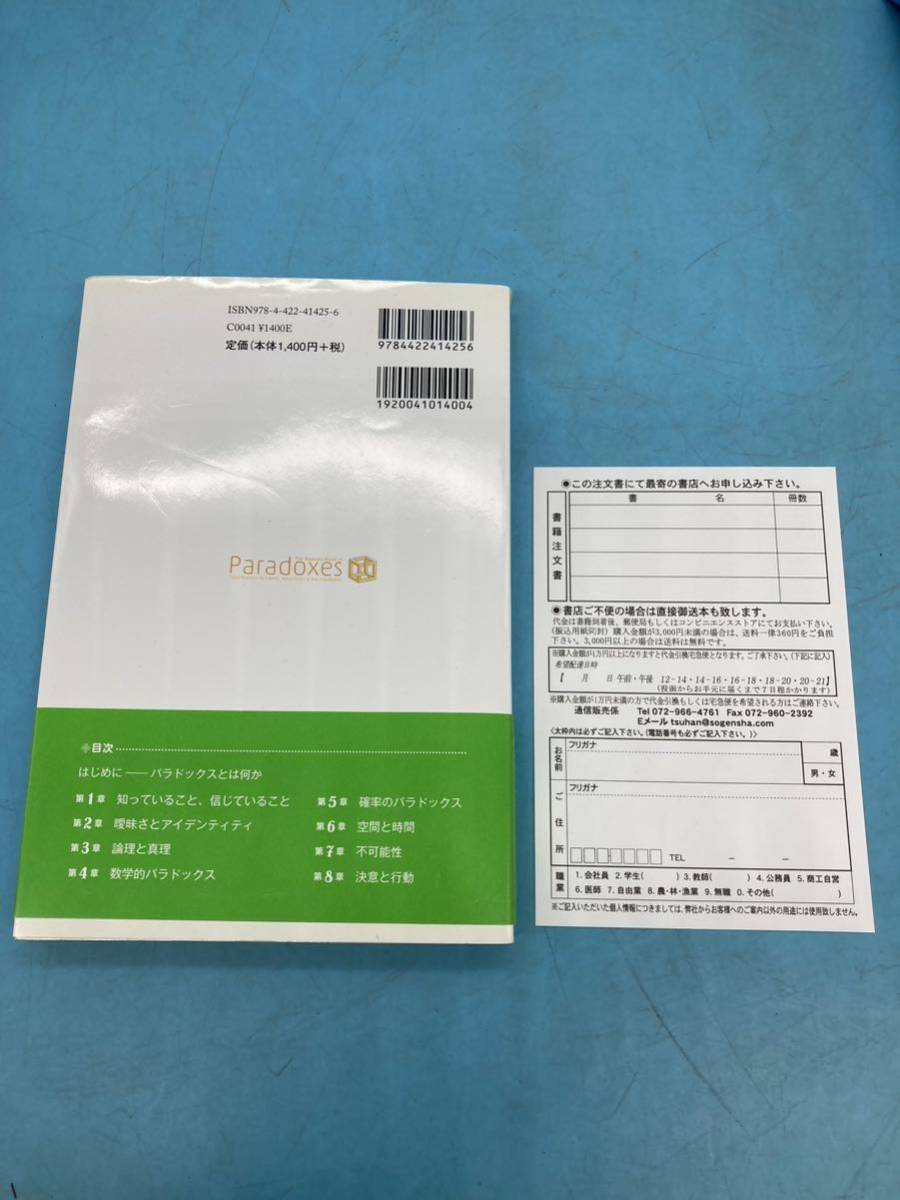 ISBN978-4-422-41425-6
C0041 ¥1400E
定価(本体1,400円+税)
9784422414256
1920041014004
Paradoxes
目次
はじめに ―― パラドックスとは何か
第1章 知っていること、信じていること
第2章 曖昧さとアイデンティティ
第3章 論理と真理
第4章 数学的パラドックス
第5章 確率のパラドックス
第6章 空間と時間
第7章 不可能性
第8章 決意と行動
●この注文書にて最寄の書店へお申し込み下さい。
書籍注文書
書名 冊数
●書店ご不便の場合は直接御送本も致します。
代金は書籍到着後、郵便局もしくはコンビニエンスストアにてお支払い下さい。
(振込用紙同封) 購入金額が3,000円未満の場合は、送料一律360円をご負担
下さい。3,000円以上の場合は送料は無料です。
※購入金額が1万円以上になりますと代金引換宅急便となります。ご了承下さい。(下記に記入)
希望配達日時
【 月 日 午前・午後 12-14・14-16・16-18・18-20・20-21】
(投函からお手元に届くまで7日程かかります)
※購入金額が1万円未満の方で代金引換もしくは宅急便を希望される方はご連絡下さい。
通信販売係 Tel 072-966-4761 Fax 072-960-2392
Eメール tsuhan@sogensha.com
〈太枠内は必ずご記入下さい。(電話番号も必ずご記入下さい。)〉
お名前
フリガナ
歳
男・女
ご住所
フリガナ
TEL － －
職業
1. 会社員 2. 学生( ) 3. 教師( ) 4. 公務員 5. 商工自営
6. 医師 7. 自由業 8. 農・林・漁業 9. 無職 0. その他( )
※ご記入いただいた個人情報につきましては、弊社からお客様へのご案内以外の用途には使用致しません。